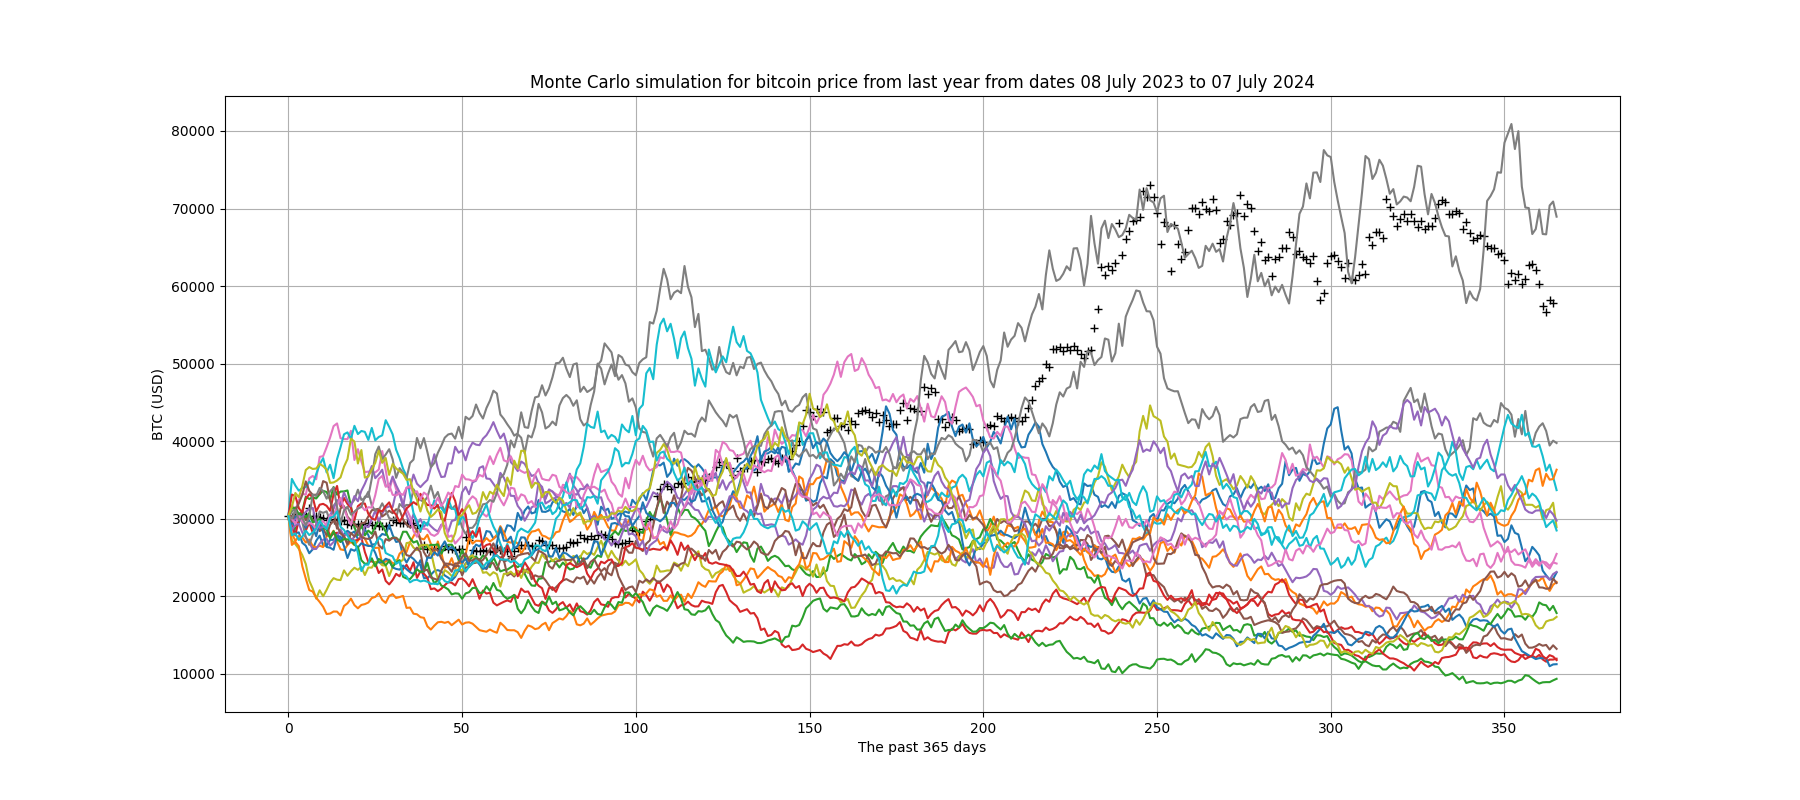 Monte Carlo simulation for bitcoin price from last year from dates 08 July 2023 to 07 July 2024
80000
70000
60000
50000
40000
30000
20000
10000
BTC (USD)
0 50 100 150 200 250 300 350
The past 365 days